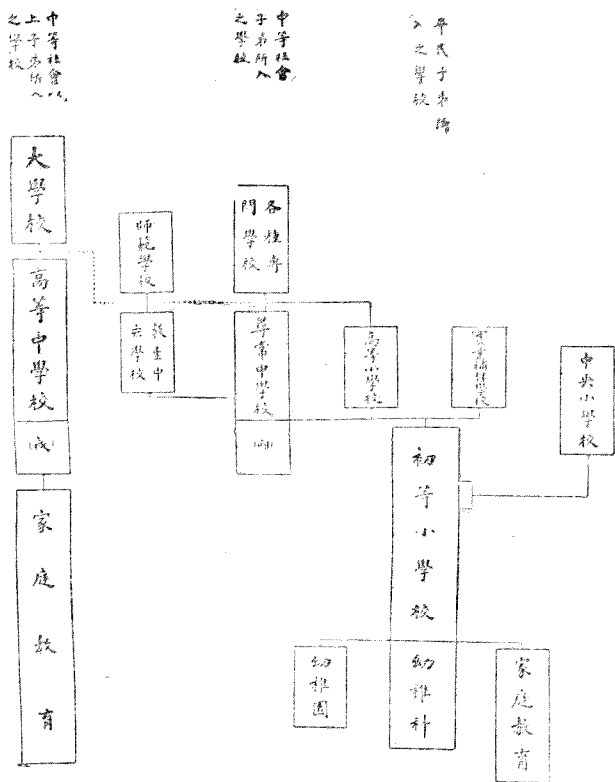 平民子弟所
入之學校
中等社會
子弟所入
之學校
中等社會以
上子弟所入
之學校
中央小學校
實業補習學校
高等小學校
各種專
門學校
尋常中學校
師範學校
大學校
高等中學校
初等小學校
幼稚科
家庭教育
幼稚園
家庭教育